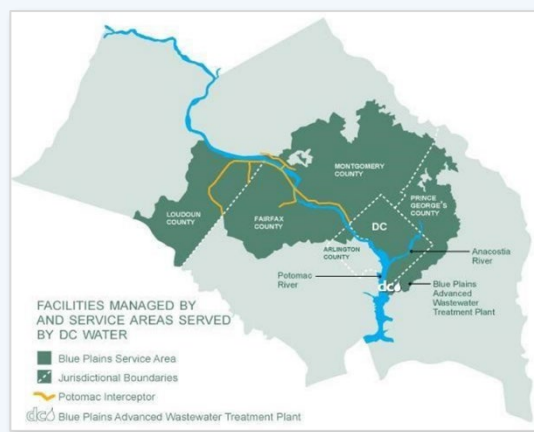 MONTGOMERY
COUNTY
PRINCE
GEORGE'S
COUNTY
LOUDOUN
COUNTY
FAIRFAX
COUNTY
DC
ARLINGTON
COUNTY
Anacostia
River
Potomac
River
dc
Blue Plains
Advanced
Wastewater
Treatment Plant
FACILITIES MANAGED BY
AND SERVICE AREAS SERVED
BY DC WATER
Blue Plains Service Area
Jurisdictional Boundaries
Potomac Interceptor
dc Blue Plains Advanced Wastewater Treatment Plant